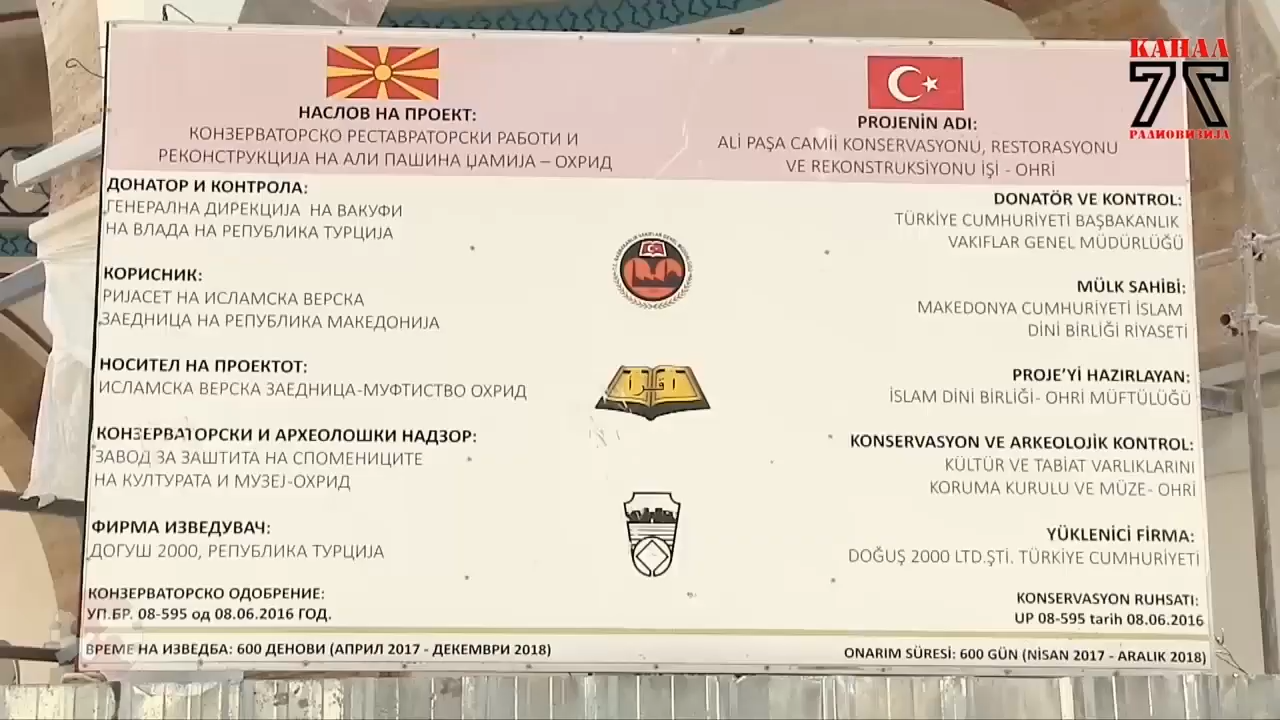 НАСЛОВ НА ПРОЕКТ:
КОНЗЕРВАТОРСКО РЕСТАВРАТОРСКИ РАБОТИ И
РЕКОНСТРУКЦИЈА НА АЛИ ПАШИНА ЏАМИЈА – ОХРИД
ДОНАТОР И КОНТРОЛА:
ГЕНЕРАЛНА ДИРЕКЦИЈА НА ВАКУФИ
НА ВЛАДА НА РЕПУБЛИКА ТУРЦИЈА
КОРИСНИК:
РИЈАСЕТ НА ИСЛАМСКА ВЕРСКА
ЗАЕДНИЦА НА РЕПУБЛИКА МАКЕДОНИЈА
НОСИТЕЛ НА ПРОЕКТОТ:
ИСЛАМСКА ВЕРСКА ЗАЕДНИЦА-МУФТИСТВО ОХРИД
КОНЗЕРВАТОРСКИ И АРХЕОЛОШКИ НАДЗОР:
ЗАВОД ЗА ЗАШТИТА НА СПОМЕНИЦИТЕ
НА КУЛТУРАТА И МУЗЕЈ-ОХРИД
ФИРМА ИЗВЕДУВАЧ:
ДОГУШ 2000, РЕПУБЛИКА ТУРЦИЈА
КОНЗЕРВАТОРСКО ОДОБРЕНИЕ:
УП.БР. 08-595 од 08.06.2016 ГОД.
ВРЕМЕ НА ИЗВЕДБА: 600 ДЕНОВИ (АПРИЛ 2017 - ДЕКЕМВРИ 2018)
PROJENİN ADI:
ALİ PAŞA CAMİİ KONSERVASYONU, RESTORASYONU
VE REKONSTRUKSİYONU İŞİ - OHRİ
DONATÖR VE KONTROL:
TÜRKİYE CUMHURİYETİ BAŞBAKANLIK
VAKIFLAR GENEL MÜDÜRLÜĞÜ
MÜLK SAHİBİ:
MAKEDONYA CUMHURİYETİ İSLAM
DİNİ BİRLİĞİ RİYASETİ
PROJE’Yİ HAZIRLAYAN:
İSLAM DİNİ BİRLİĞİ- OHRİ MÜFTÜLÜĞÜ
KONSERVASYON VE ARKEOLOJİK KONTROL:
KÜLTÜR VE TABİAT VARLIKLARINI
KORUMA KURULU VE MÜZE- OHRİ
YÜKLENİCİ FİRMA:
DOĞUŞ 2000 LTD.ŞTİ. TÜRKİYE CUMHURİYETİ
KONSERVASYON RUHSATI:
UP 08-595 tarih 08.06.2016
ONARIM SÜRESİ: 600 GÜN (NİSAN 2017 - ARALIK 2018)
КАНАЛ
77
РАДИОВИЗИЈА